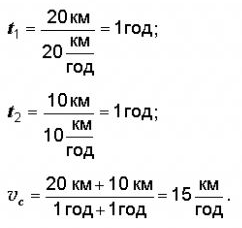 t₁ = 20 км / 20 км/год = 1 год;
t₂ = 10 км / 10 км/год = 1 год;
v_c = 20 км + 10 км / 1 год + 1 год = 15 км/год.